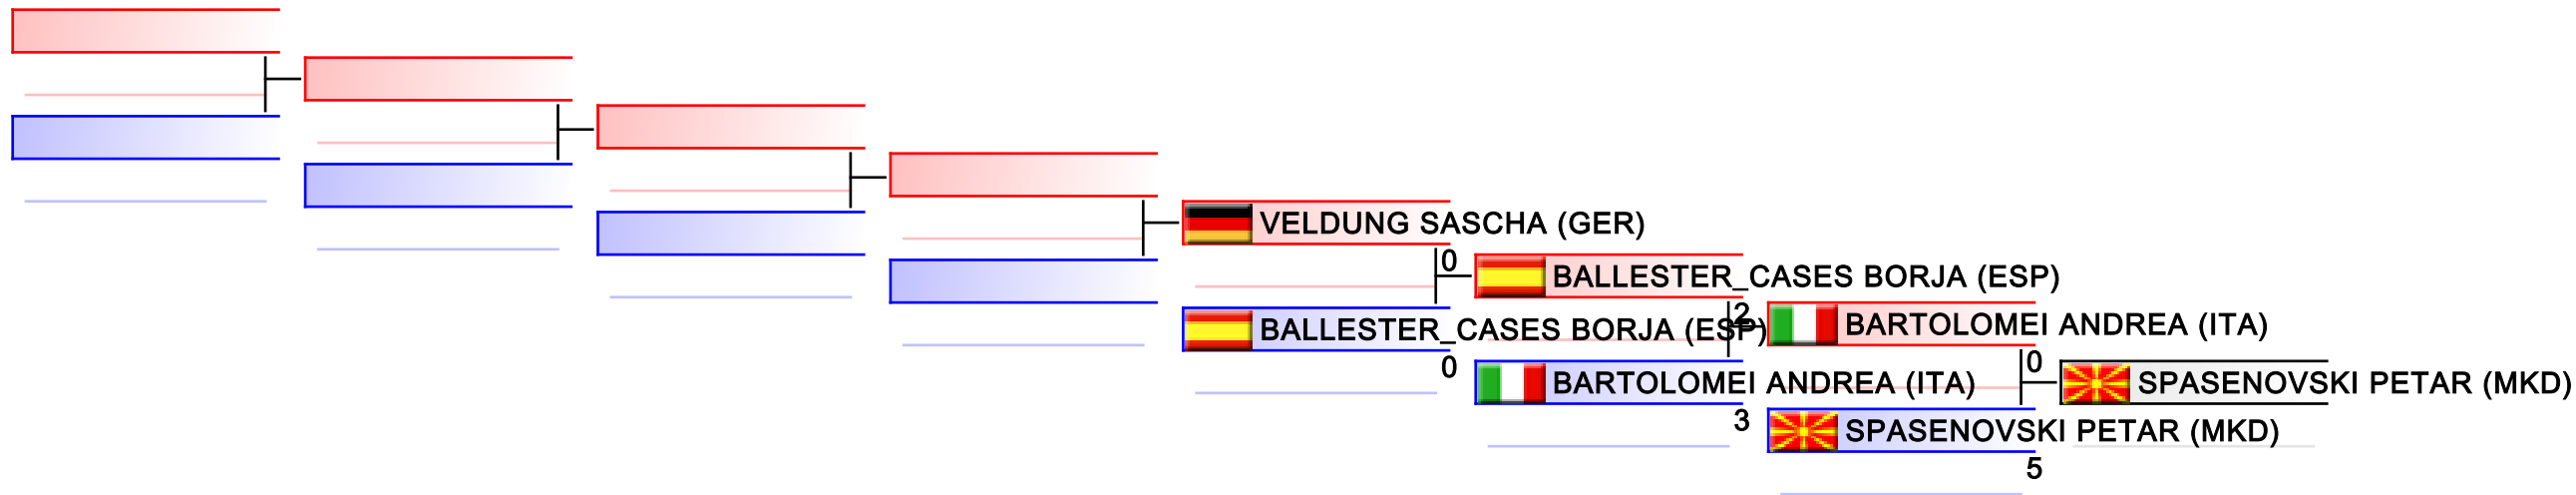 VELDUNG SASCHA (GER)
0
BALLESTER_CASES BORJA (ESP)
BALLESTER_CASES BORJA (ESP)
0
2
BARTOLOMEI ANDREA (ITA)
BARTOLOMEI ANDREA (ITA)
3
0
SPASENOVSKI PETAR (MKD)
SPASENOVSKI PETAR (MKD)
5